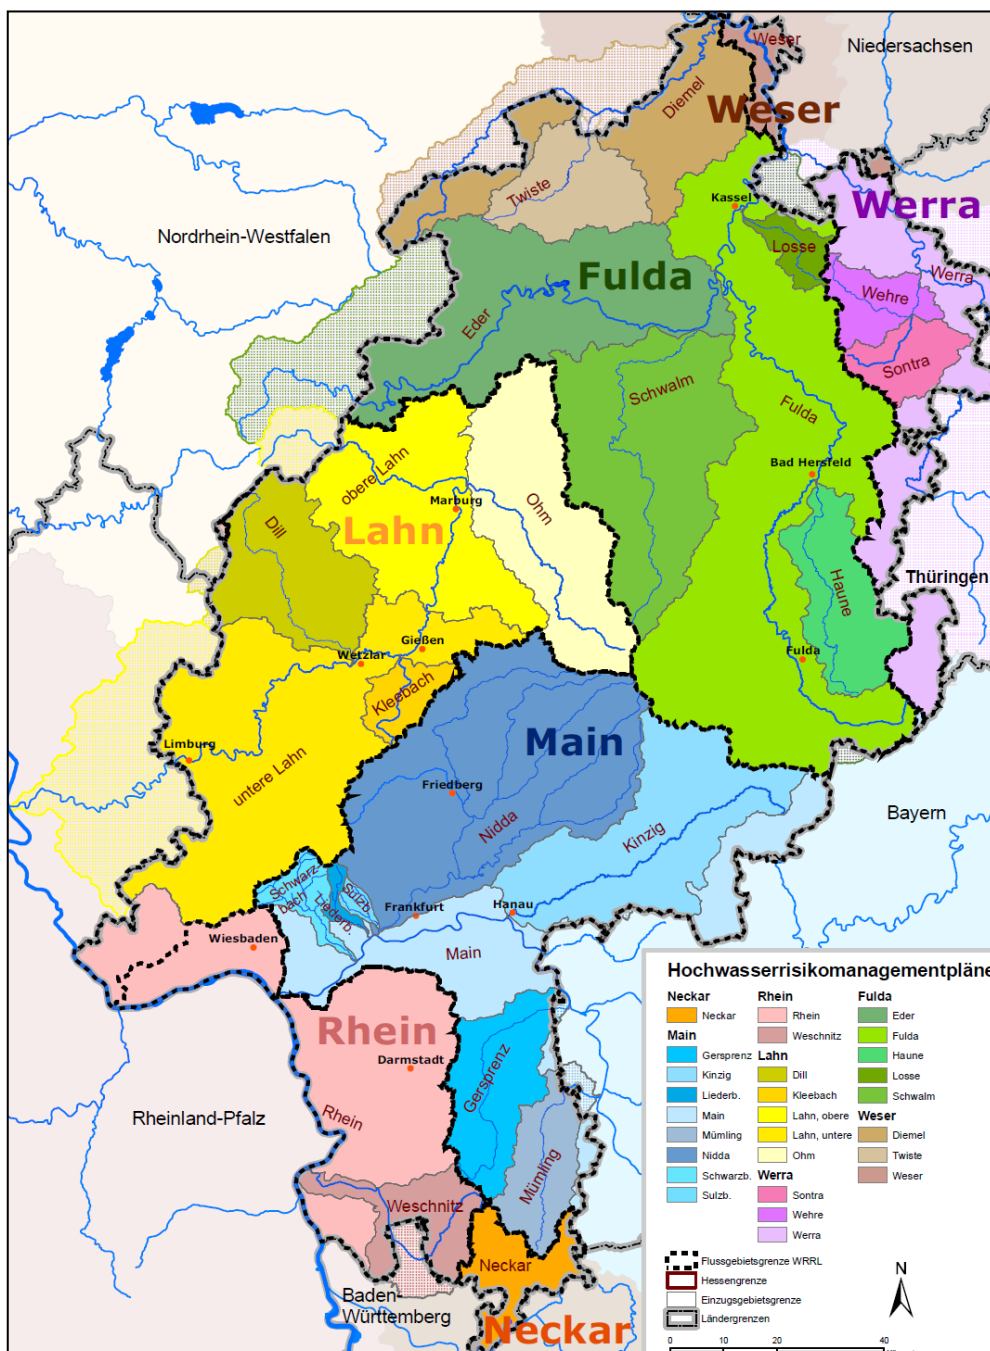 Weser
Niedersachsen
Diemel
Weser
Twiste
Kassel
Werra
Nordrhein-Westfalen
Losse
Fulda
Werra
Wehre
Eder
Sontra
Schwalm
Fulda
obere Lahn
Bad Hersfeld
Marburg
Ohm
Lahn
Dill
Thüringen
Haune
Gießen
Wetzlar
Fulda
Kleebach
Limburg
Main
untere Lahn
Friedberg
Bayern
Nidda
Kinzig
Schwarz-
bach
Sulzb.
Liederb.
Frankfurt
Hanau
Wiesbaden
Main
Rhein
Darmstadt
Gersprenz
Rheinland-Pfalz
Rhein
Mümling
Weschnitz
Neckar
Baden-
Württemberg
Neckar
Hochwasserrisikomanagementpläne
Neckar
Neckar
Main
Gersprenz
Kinzig
Liederb.
Main
Mümling
Nidda
Schwarzb.
Sulzb.
Rhein
Rhein
Weschnitz
Lahn
Dill
Kleebach
Lahn, obere
Lahn, untere
Ohm
Werra
Sontra
Wehre
Werra
Fulda
Eder
Fulda
Haune
Losse
Schwalm
Weser
Diemel
Twiste
Weser
Flussgebietsgrenze WRRL
Hessengrenze
Einzugsgebietsgrenze
Ländergrenzen
N
0 20 40